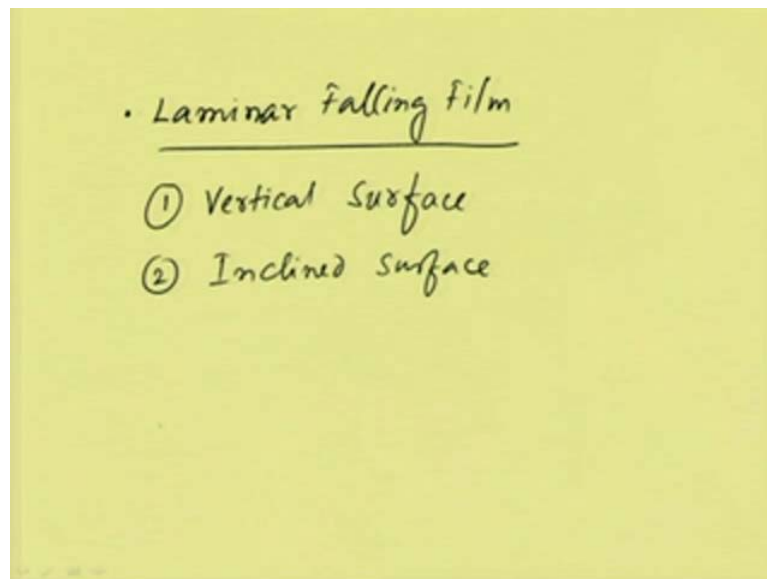 • Laminar Falling Film
① Vertical Surface
② Inclined Surface